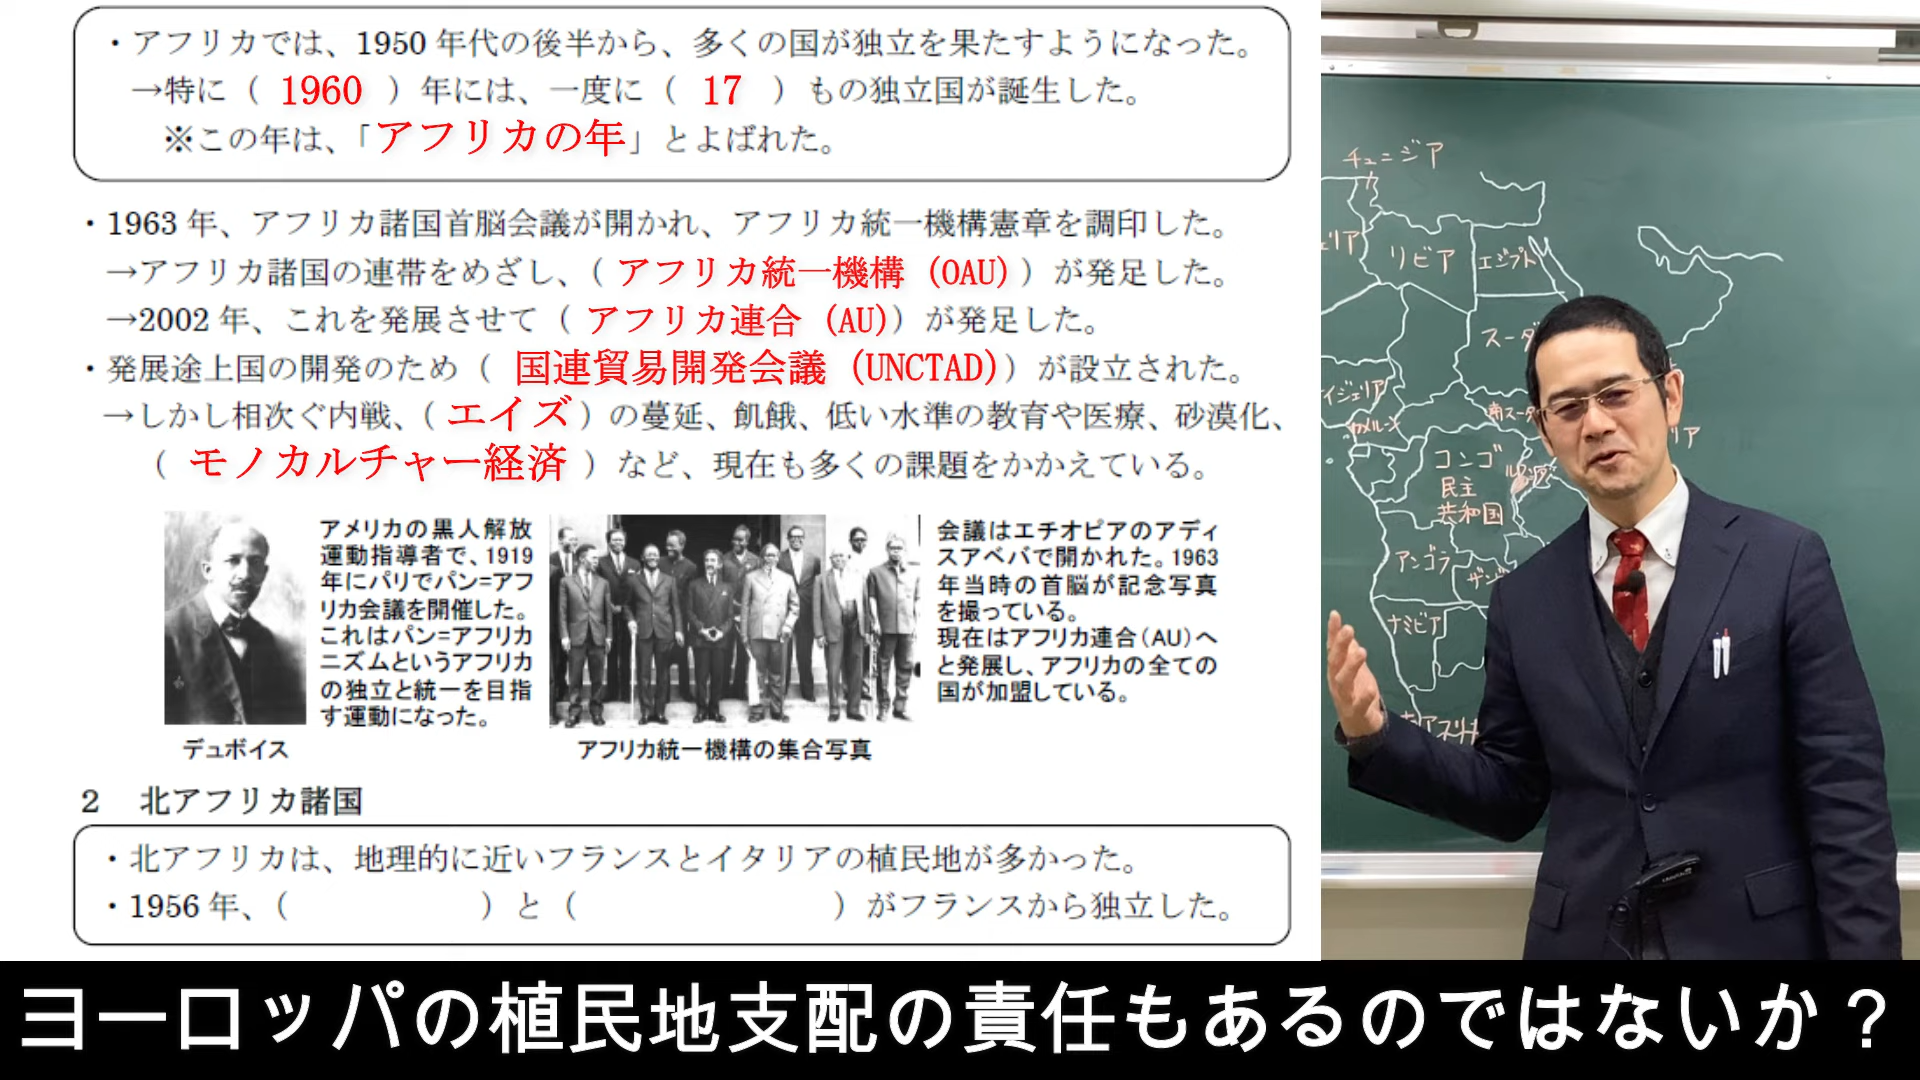 ・アフリカでは、1950 年代の後半から、多くの国が独立を果たすようになった。
→特に（ 1960 ）年には、一度に（ 17 ）もの独立国が誕生した。
※この年は、「アフリカの年」とよばれた。
・1963 年、アフリカ諸国首脳会議が開かれ、アフリカ統一機構憲章を調印した。
→アフリカ諸国の連帯をめざし、（ アフリカ統一機構（OAU））が発足した。
→2002 年、これを発展させて（ アフリカ連合（AU））が発足した。
・発展途上国の開発のため（ 国連貿易開発会議（UNCTAD））が設立された。
→しかし相次ぐ内戦、（ エイズ ）の蔓延、飢餓、低い水準の教育や医療、砂漠化、
（ モノカルチャー経済 ）など、現在も多くの課題をかかえている。
アメリカの黒人解放
運動指導者で、1919
年にパリでパン=アフ
リカ会議を開催した。
これはパン=アフリカ
ニズムというアフリカ
の独立と統一を目指
す運動になった。
デュボイス
会議はエチオピアのアディ
スアベバで開かれた。1963
年当時の首脳が記念写真
を撮っている。
現在はアフリカ連合（AU）へ
と発展し、アフリカの全ての
国が加盟している。
アフリカ統一機構の集合写真
２　北アフリカ諸国
・北アフリカは、地理的に近いフランスとイタリアの植民地が多かった。
・1956 年、（　　　　　　）と（　　　　　　　　）がフランスから独立した。
チュニジア
リビア
エジプト
スーダ
イジェリア
カメルーン
南スーダ
コンゴ
民主
共和国
アンゴラ
ザンビ
ナミビア
ヨーロッパの植民地支配の責任もあるのではないか？